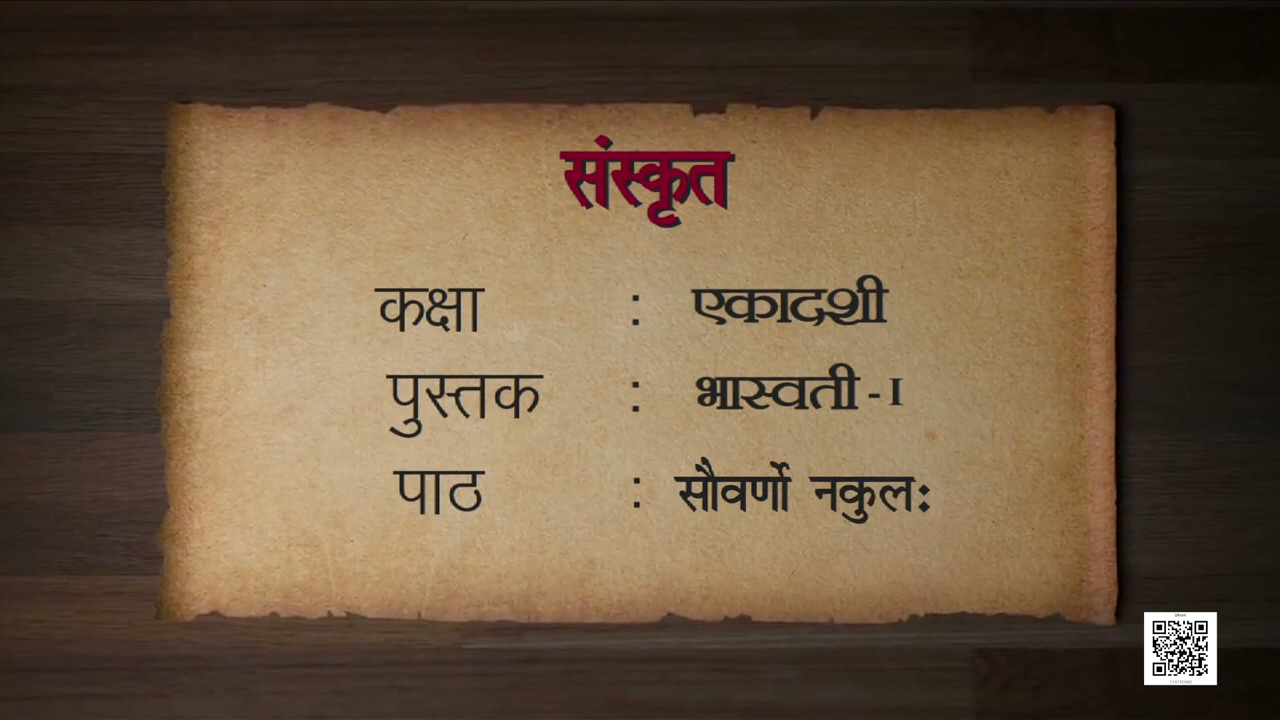 संस्कृत
कक्षा : एकादशी
पुस्तक : भास्वती - I
पाठ : सौवर्णो नकुलः